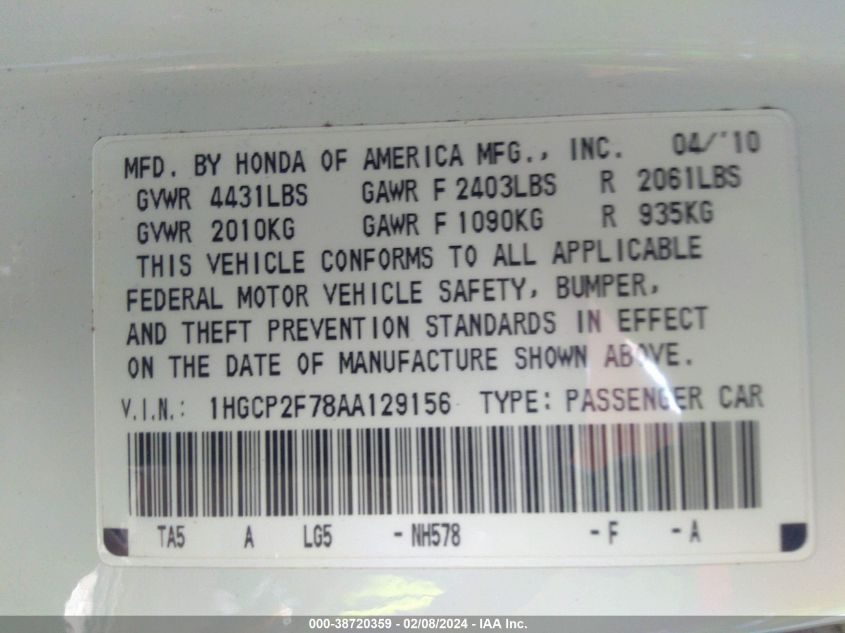 MFD. BY HONDA OF AMERICA MFG., INC. 04/'10
GVWR 4431LBS GAWR F 2403LBS R 2061LBS
GVWR 2010KG GAWR F 1090KG R 935KG
THIS VEHICLE CONFORMS TO ALL APPLICABLE
FEDERAL MOTOR VEHICLE SAFETY, BUMPER,
AND THEFT PREVENTION STANDARDS IN EFFECT
ON THE DATE OF MANUFACTURE SHOWN ABOVE.
V.I.N.: 1HGCP2F78AA129156 TYPE: PASSENGER CAR
TA5 A LG5 -NH578 -F -A
000-38720359 - 02/08/2024 - IAA Inc.